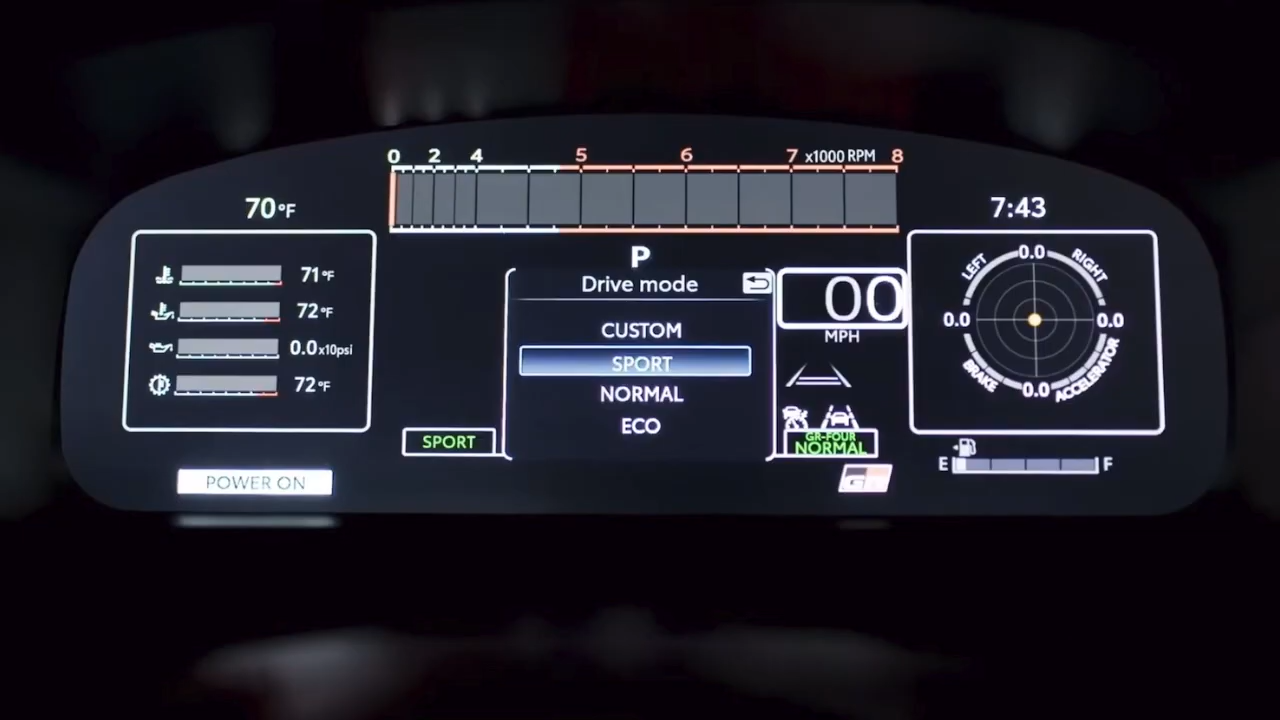 0 2 4 5 6 7 x1000 RPM 8
70°F
7:43
P
Drive mode
CUSTOM
SPORT
NORMAL
ECO
71°F
72°F
0.0x10psi
72°F
SPORT
POWER ON
00
MPH
GR-FOUR
NORMAL
GR
0.0
LEFT
RIGHT
0.0
0.0
BRAKE
ACCELERATOR
0.0
E F